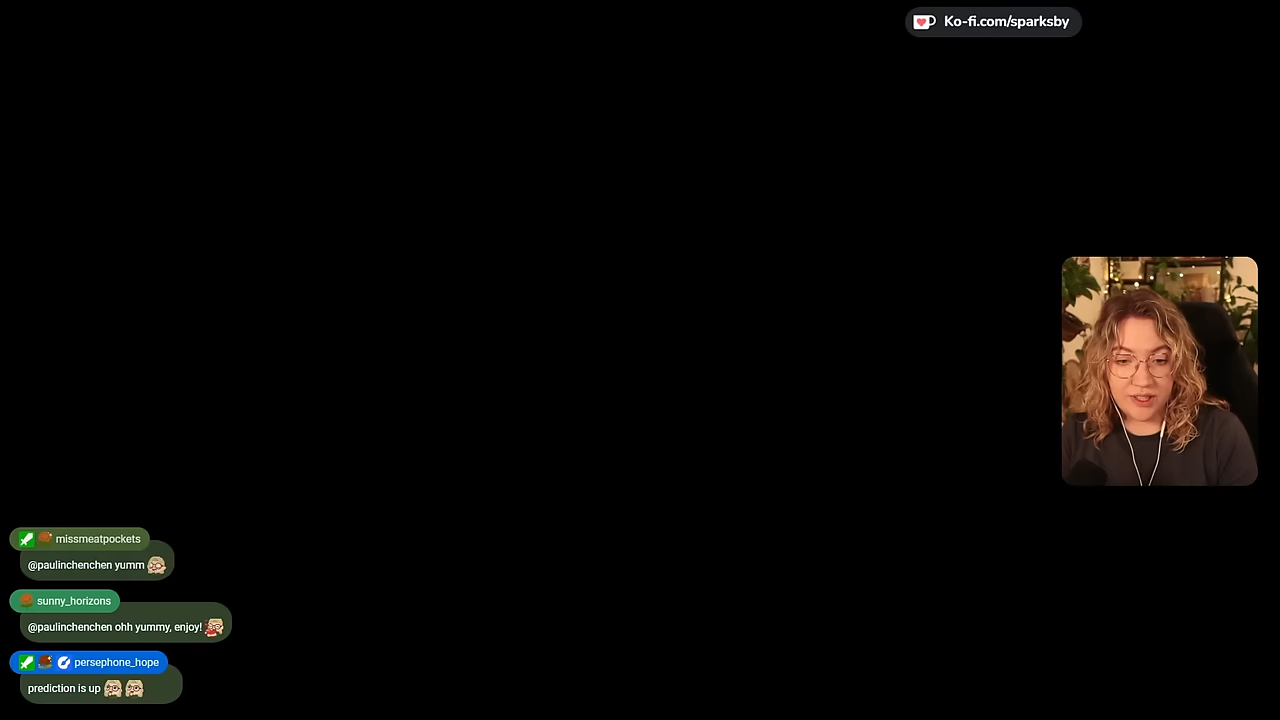 Ko-fi.com/sparksby
missmeatpockets
@paulinchenchen yumm
sunny_horizons
@paulinchenchen ohh yummy, enjoy!
persephone_hope
prediction is up